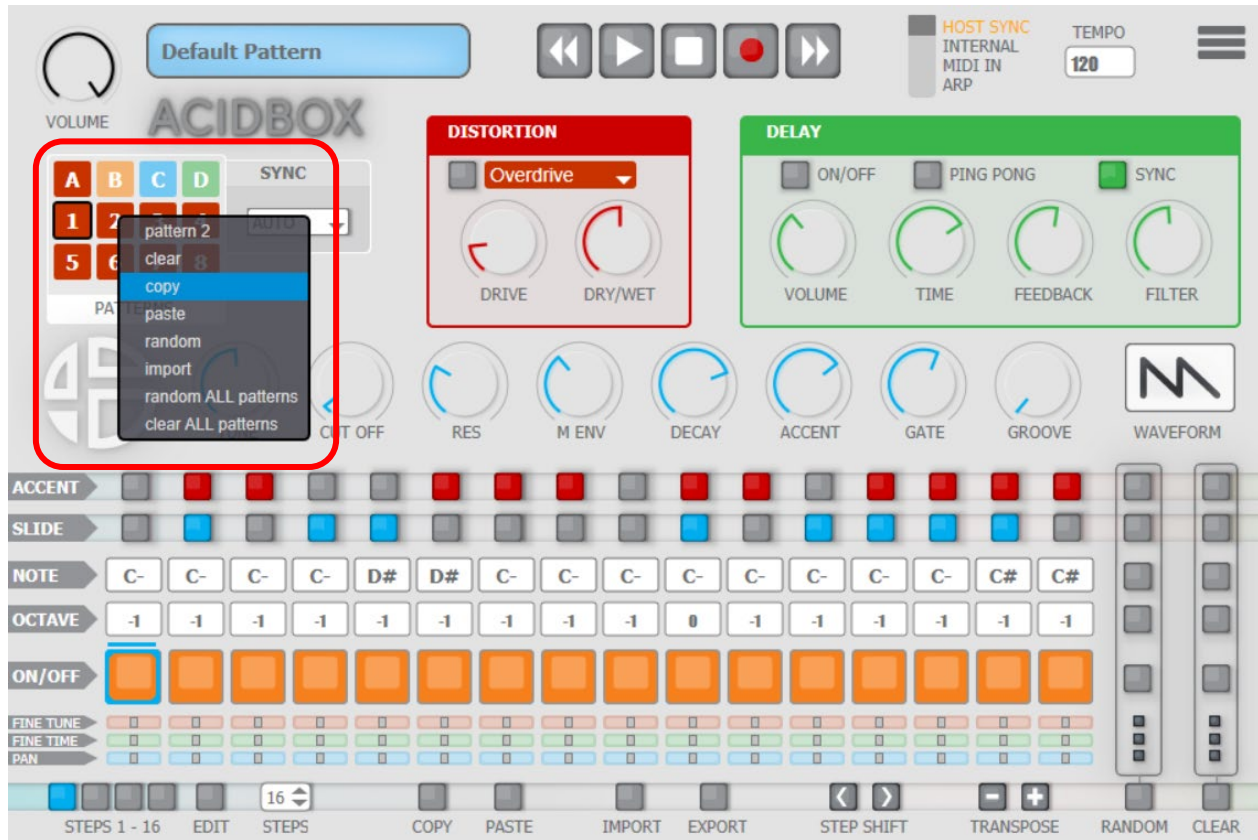 Default Pattern
HOST SYNC
INTERNAL
MIDI IN
ARP
TEMPO
120
VOLUME
ACIDBOX
A B C D
SYNC
1 2
AUTO
5 6 8
pattern 2
clear
copy
paste
random
import
random ALL patterns
clear ALL patterns
DISTORTION
Overdrive
DRIVE DRY/WET
DELAY
ON/OFF PING PONG SYNC
VOLUME TIME FEEDBACK FILTER
CUT OFF RES M ENV DECAY ACCENT GATE GROOVE WAVEFORM
ACCENT
SLIDE
NOTE C- C- C- C- D# D# C- C- C- C- C- C- C- C- C# C#
OCTAVE -1 -1 -1 -1 -1 -1 -1 -1 -1 0 -1 -1 -1 -1 -1 -1
ON/OFF
FINE TUNE
FINE TIME
PAN
16
STEPS 1 - 16 EDIT STEPS COPY PASTE IMPORT EXPORT STEP SHIFT TRANSPOSE RANDOM CLEAR